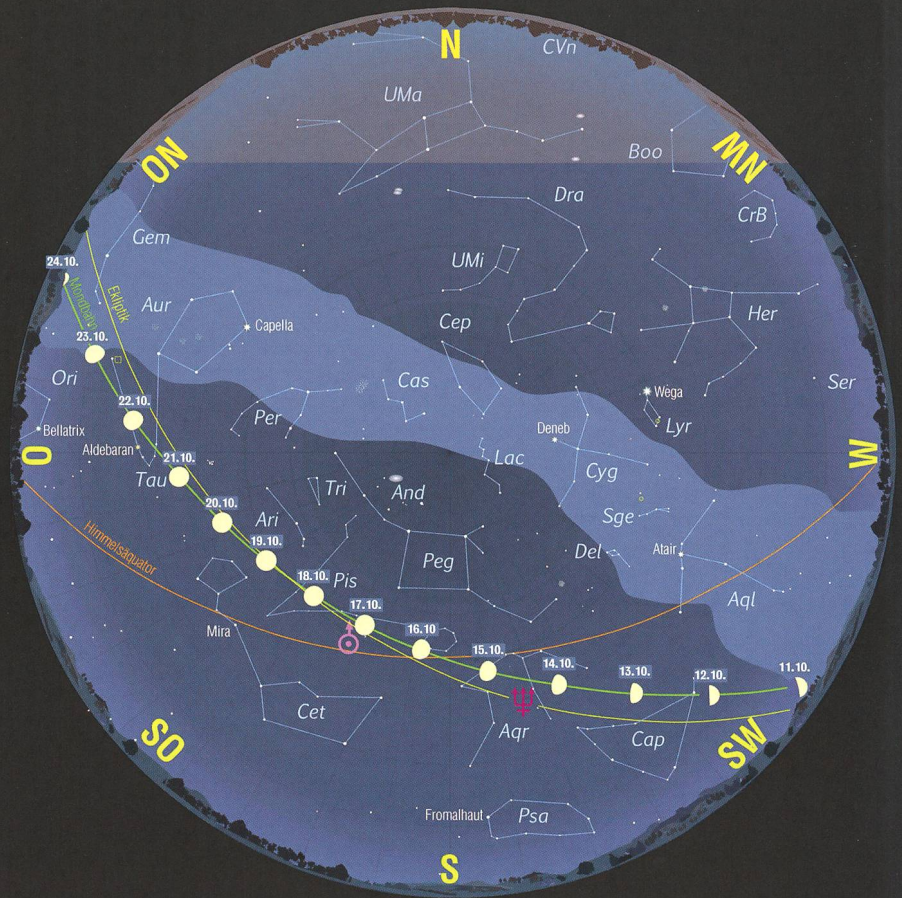 N
CVn
UMa
NO
NW
Boo
Dra
CrB
Gem
UMi
24.10.
Mondbahn
Ekliptik
Aur
Capella
Cep
Her
23.10.
Ori
Cas
Ser
22.10.
Per
Wega
Bellatrix
Aldebaran
Deneb
Lyr
O
W
21.10.
Lac
Cyg
Tau
Tri
And
20.10.
Ari
Sge
Himmelsäquator
19.10.
Del
Atair
Peg
18.10.
Pis
17.10.
Aql
Mira
16.10
15.10.
14.10.
13.10.
12.10.
11.10.
Cet
Aqr
Cap
SO
SW
Fromalhaut
Psa
S